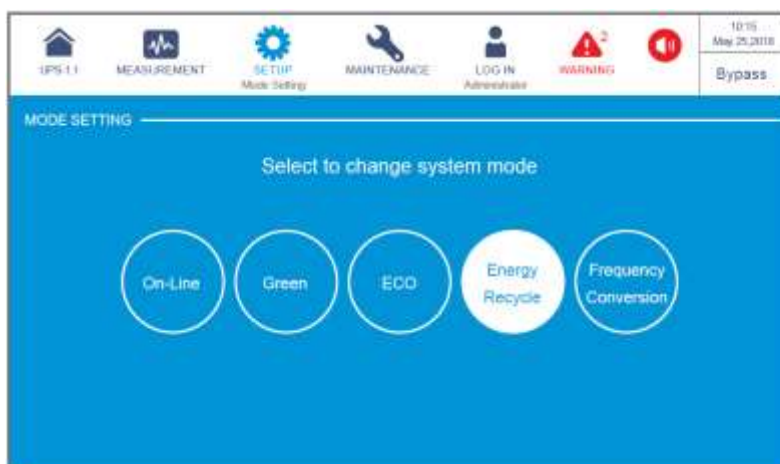 UPS-1.1
MEASUREMENT
SETUP
Mode Setting
MAINTENANCE
LOG IN
Administrator
WARNING
2
10:15
May 25,2018
Bypass
MODE SETTING
Select to change system mode
On-Line
Green
ECO
Energy
Recycle
Frequency
Conversion